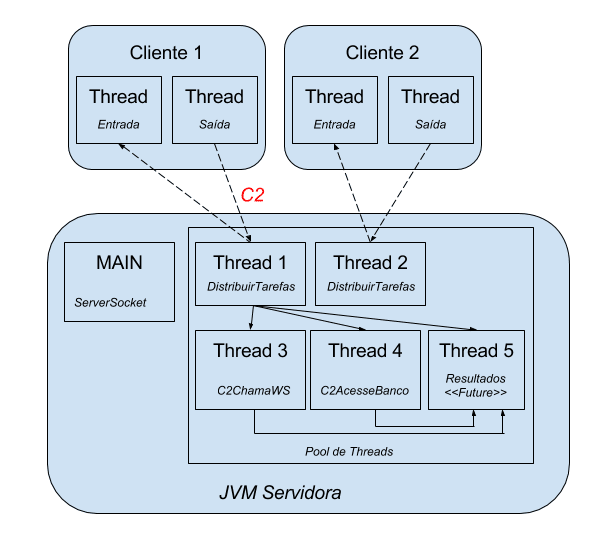 Cliente 1
Cliente 2
Thread
Entrada
Thread
Saída
Thread
Entrada
Thread
Saída
C2
MAIN
ServerSocket
Thread 1
DistribuirTarefas
Thread 2
DistribuirTarefas
Thread 3
C2ChamaWS
Thread 4
C2AcesseBanco
Thread 5
Resultados
<<Future>>
Pool de Threads
JVM Servidora